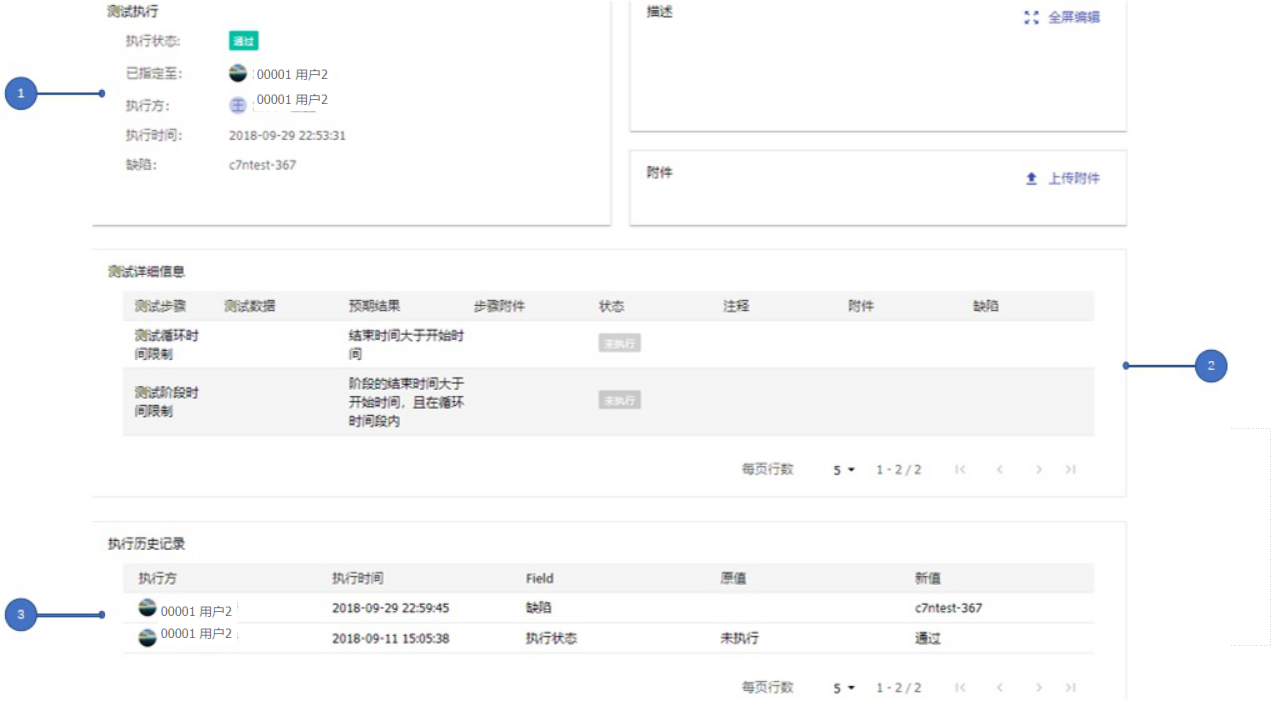 测试执行
执行状态: 通过
已指定至: 00001 用户2
执行方: 00001 用户2
执行时间: 2018-09-29 22:53:31
缺陷: c7ntest-367
1
描述 全屏编辑
附件 上传附件
测试详细信息
测试步骤 测试数据 预期结果 步骤附件 状态 注释 附件 缺陷
测试循环时
间限制
结束时间大于开始时
间
未执行
测试阶段时
间限制
阶段的结束时间大于
开始时间，且在循环
时间段内
未执行
每页行数 5 1 - 2 / 2
2
执行历史记录
执行方 执行时间 Field 原值 新值
00001 用户2 2018-09-29 22:59:45 缺陷 c7ntest-367
00001 用户2 2018-09-11 15:05:38 执行状态 未执行 通过
3
每页行数 5 1 - 2 / 2